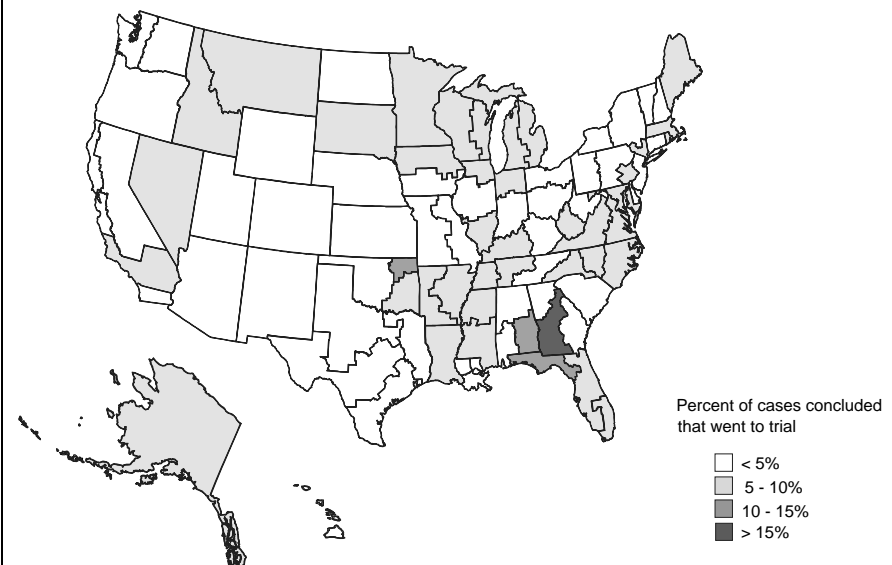 Percent of cases concluded
that went to trial
< 5%
5 - 10%
10 - 15%
> 15%